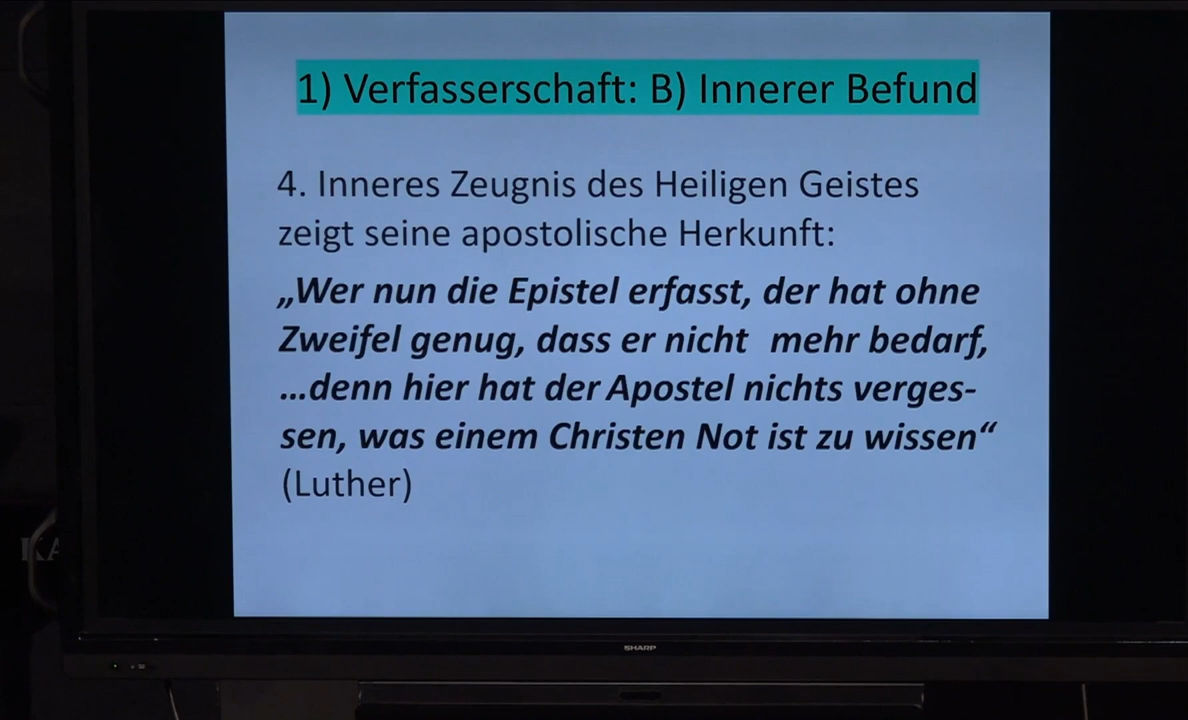 1) Verfasserschaft: B) Innerer Befund
4. Inneres Zeugnis des Heiligen Geistes
zeigt seine apostolische Herkunft:
„Wer nun die Epistel erfasst, der hat ohne
Zweifel genug, dass er nicht mehr bedarf,
...denn hier hat der Apostel nichts verges-
sen, was einem Christen Not ist zu wissen“
(Luther)
KA
SHARP